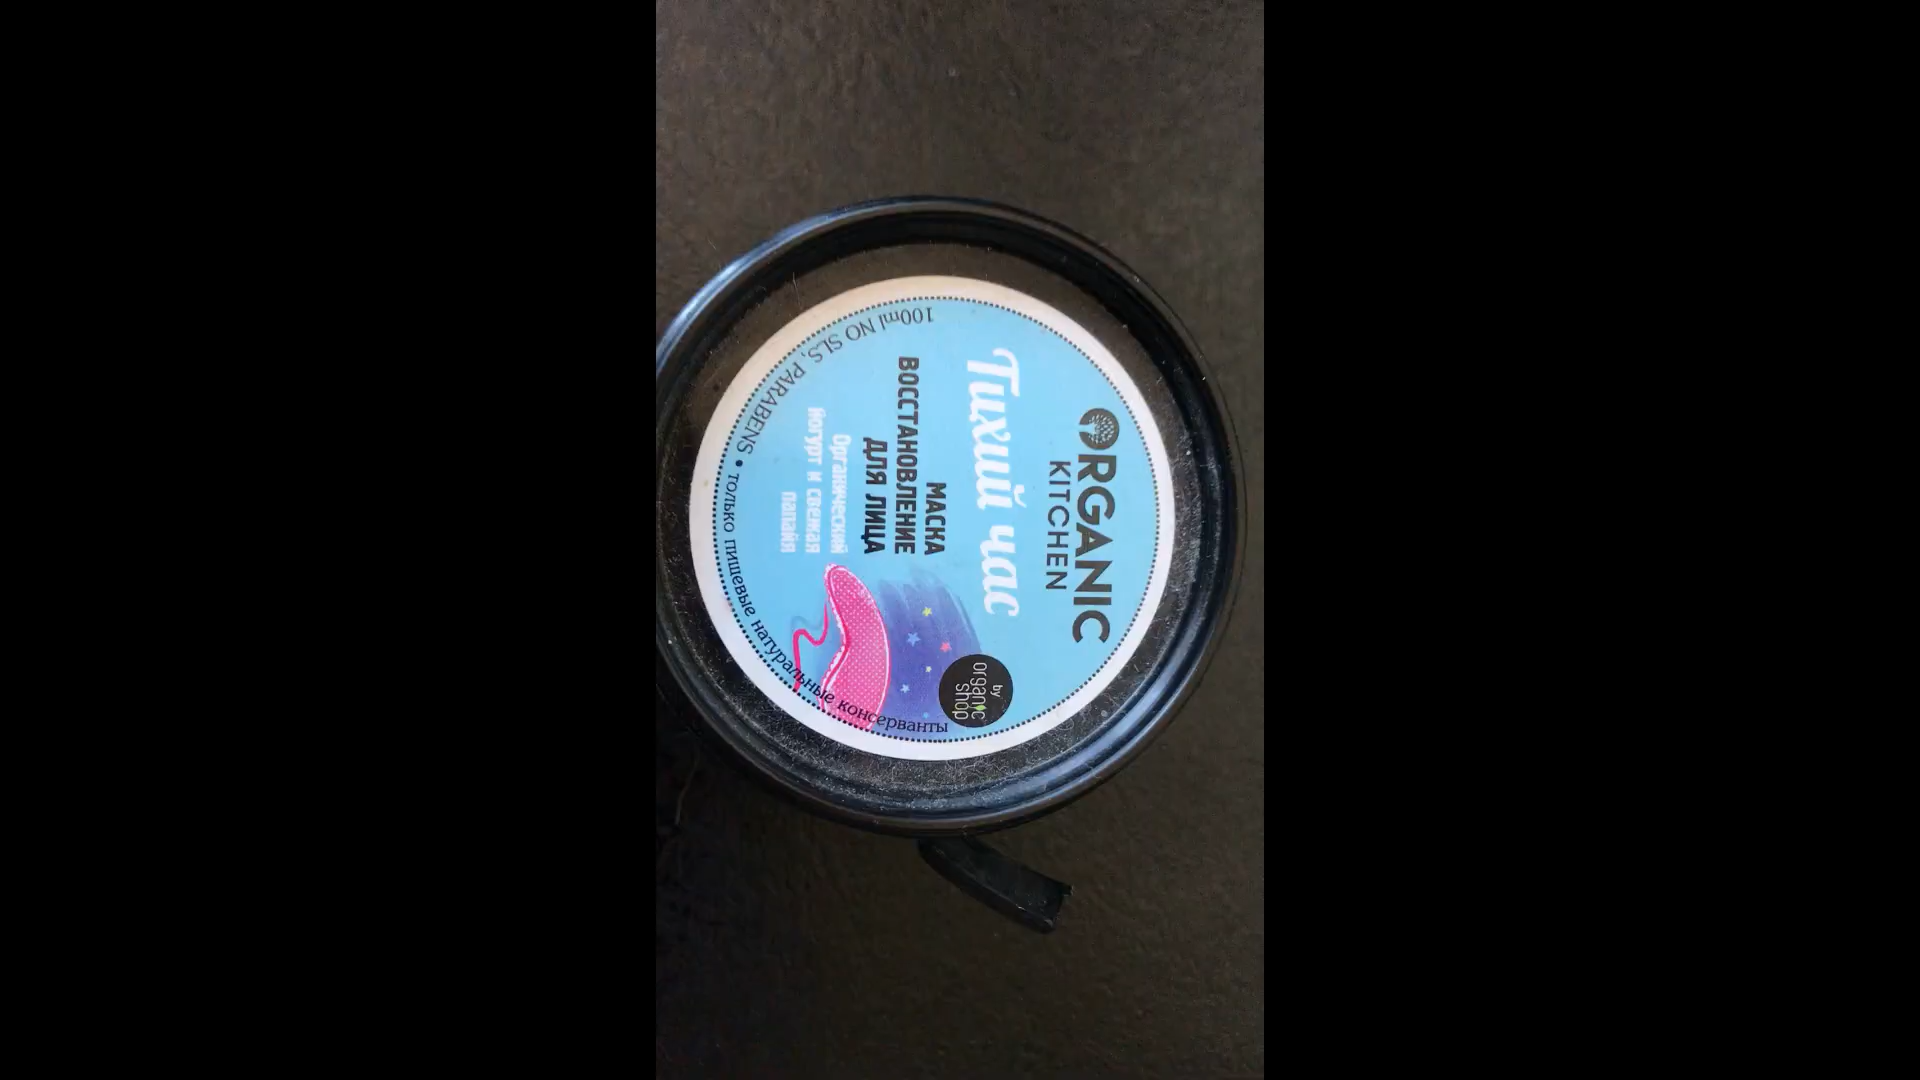 ORGANIC
KITCHEN
Тихий час
МАСКА
ВОССТАНОВЛЕНИЕ
ДЛЯ ЛИЦА
Органический
йогурт и свежая
папайя
by
organic
shop
100ml NO SLS, PARABENS • только пищевые натуральные консерванты